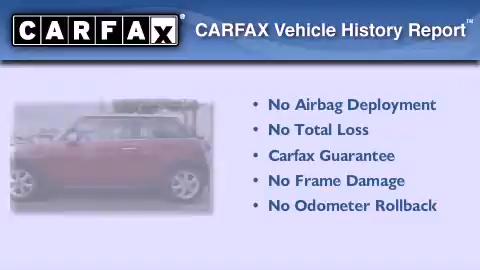 CARFAX®
CARFAX Vehicle History Report™
• No Airbag Deployment
• No Total Loss
• Carfax Guarantee
• No Frame Damage
• No Odometer Rollback